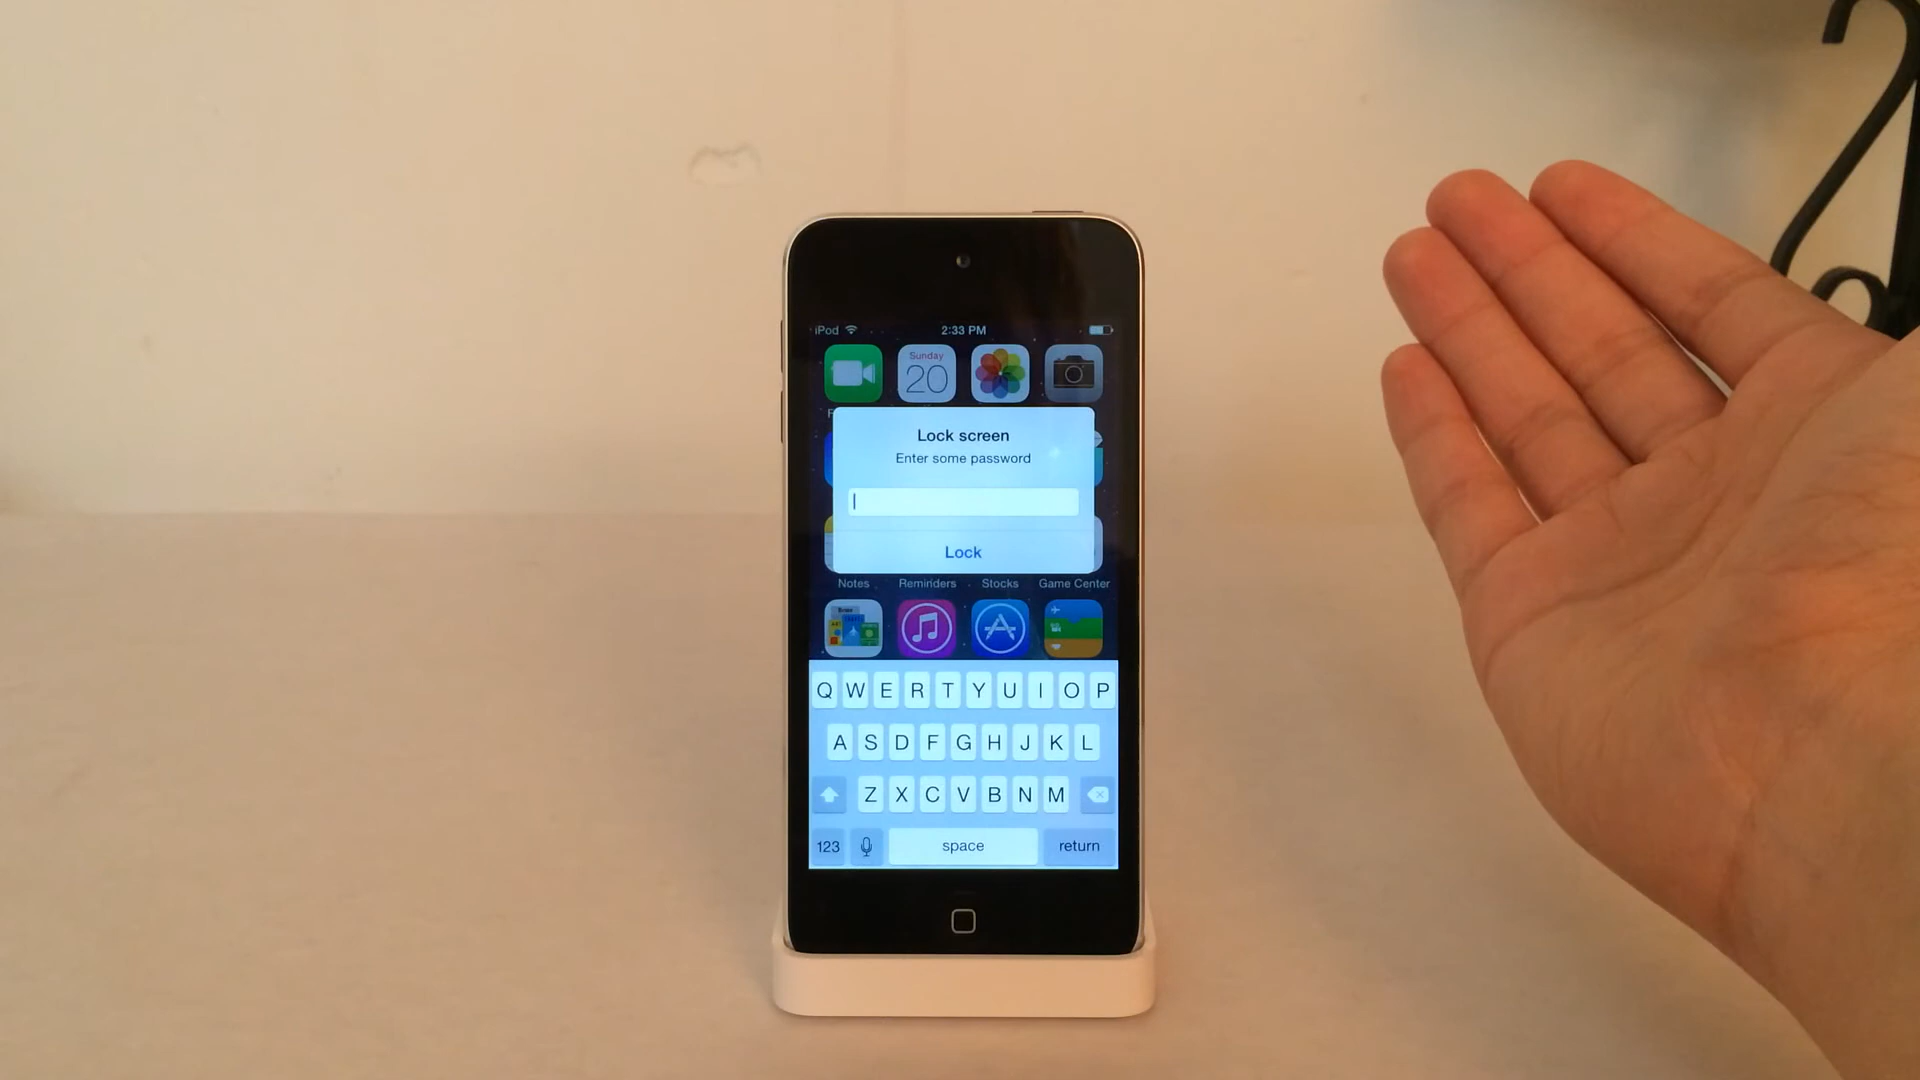 iPod 2:33 PM
Sunday
20
Lock screen
Enter some password
Lock
Notes Reminders Stocks Game Center
Q W E R T Y U I O P
A S D F G H J K L
Z X C V B N M
123 space return